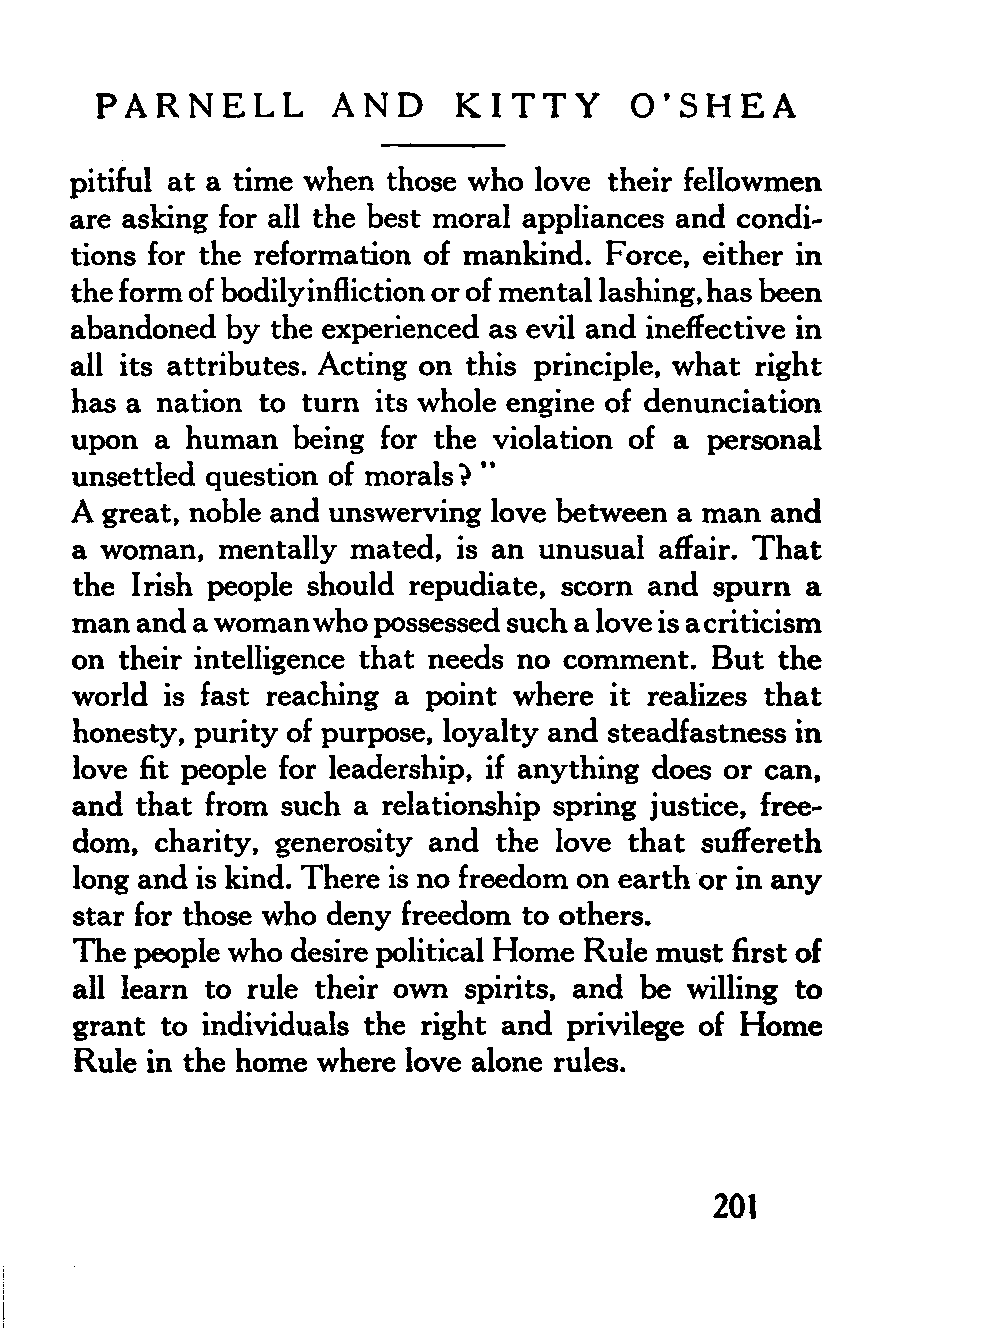 PARNELL AND KITTY O'SHEA
pitiful at a time when those who love their fellowmen
are asking for all the best moral appliances and condi-
tions for the reformation of mankind. Force, either in
the form of bodily infliction or of mental lashing, has been
abandoned by the experienced as evil and ineffective in
all its attributes. Acting on this principle, what right
has a nation to turn its whole engine of denunciation
upon a human being for the violation of a personal
unsettled question of morals?"
A great, noble and unswerving love between a man and
a woman, mentally mated, is an unusual affair. That
the Irish people should repudiate, scorn and spurn a
man and a woman who possessed such a love is a criticism
on their intelligence that needs no comment. But the
world is fast reaching a point where it realizes that
honesty, purity of purpose, loyalty and steadfastness in
love fit people for leadership, if anything does or can,
and that from such a relationship spring justice, free-
dom, charity, generosity and the love that suffereth
long and is kind. There is no freedom on earth or in any
star for those who deny freedom to others.
The people who desire political Home Rule must first of
all learn to rule their own spirits, and be willing to
grant to individuals the right and privilege of Home
Rule in the home where love alone rules.
201